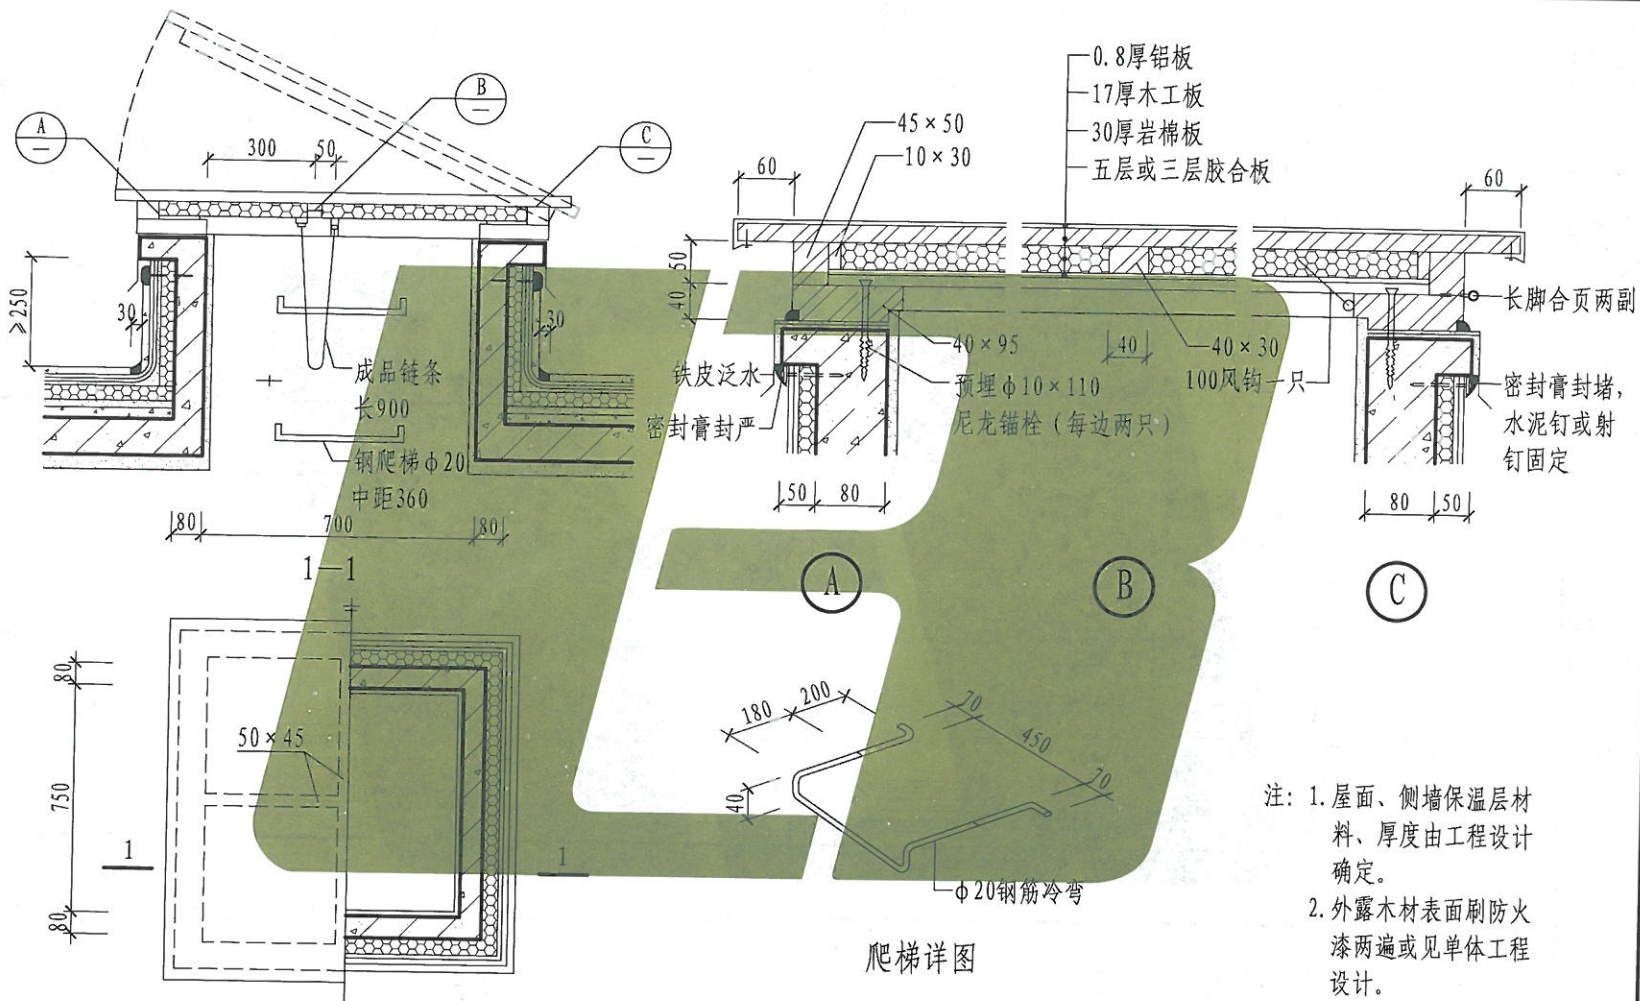 A
—
B
—
C
—
300
50
≥250
30
30
成品链条
长900
钢爬梯ф20
中距360
80
700
80
1—1
0.8厚铝板
17厚木工板
30厚岩棉板
五层或三层胶合板
45×50
10×30
60
60
50
40
长脚合页两副
40×95
40
40×30
100风钩一只
铁皮泛水
预埋ф10×110
尼龙锚栓（每边两只）
密封膏封严
密封膏封堵，
水泥钉或射
钉固定
50
80
80
50
A
B
C
80
750
80
50×45
1
1
180
200
70
450
70
40
ф20钢筋冷弯
爬梯详图
注：1.屋面、侧墙保温层材
料、厚度由工程设计
确定。
2.外露木材表面刷防火
漆两遍或见单体工程
设计。